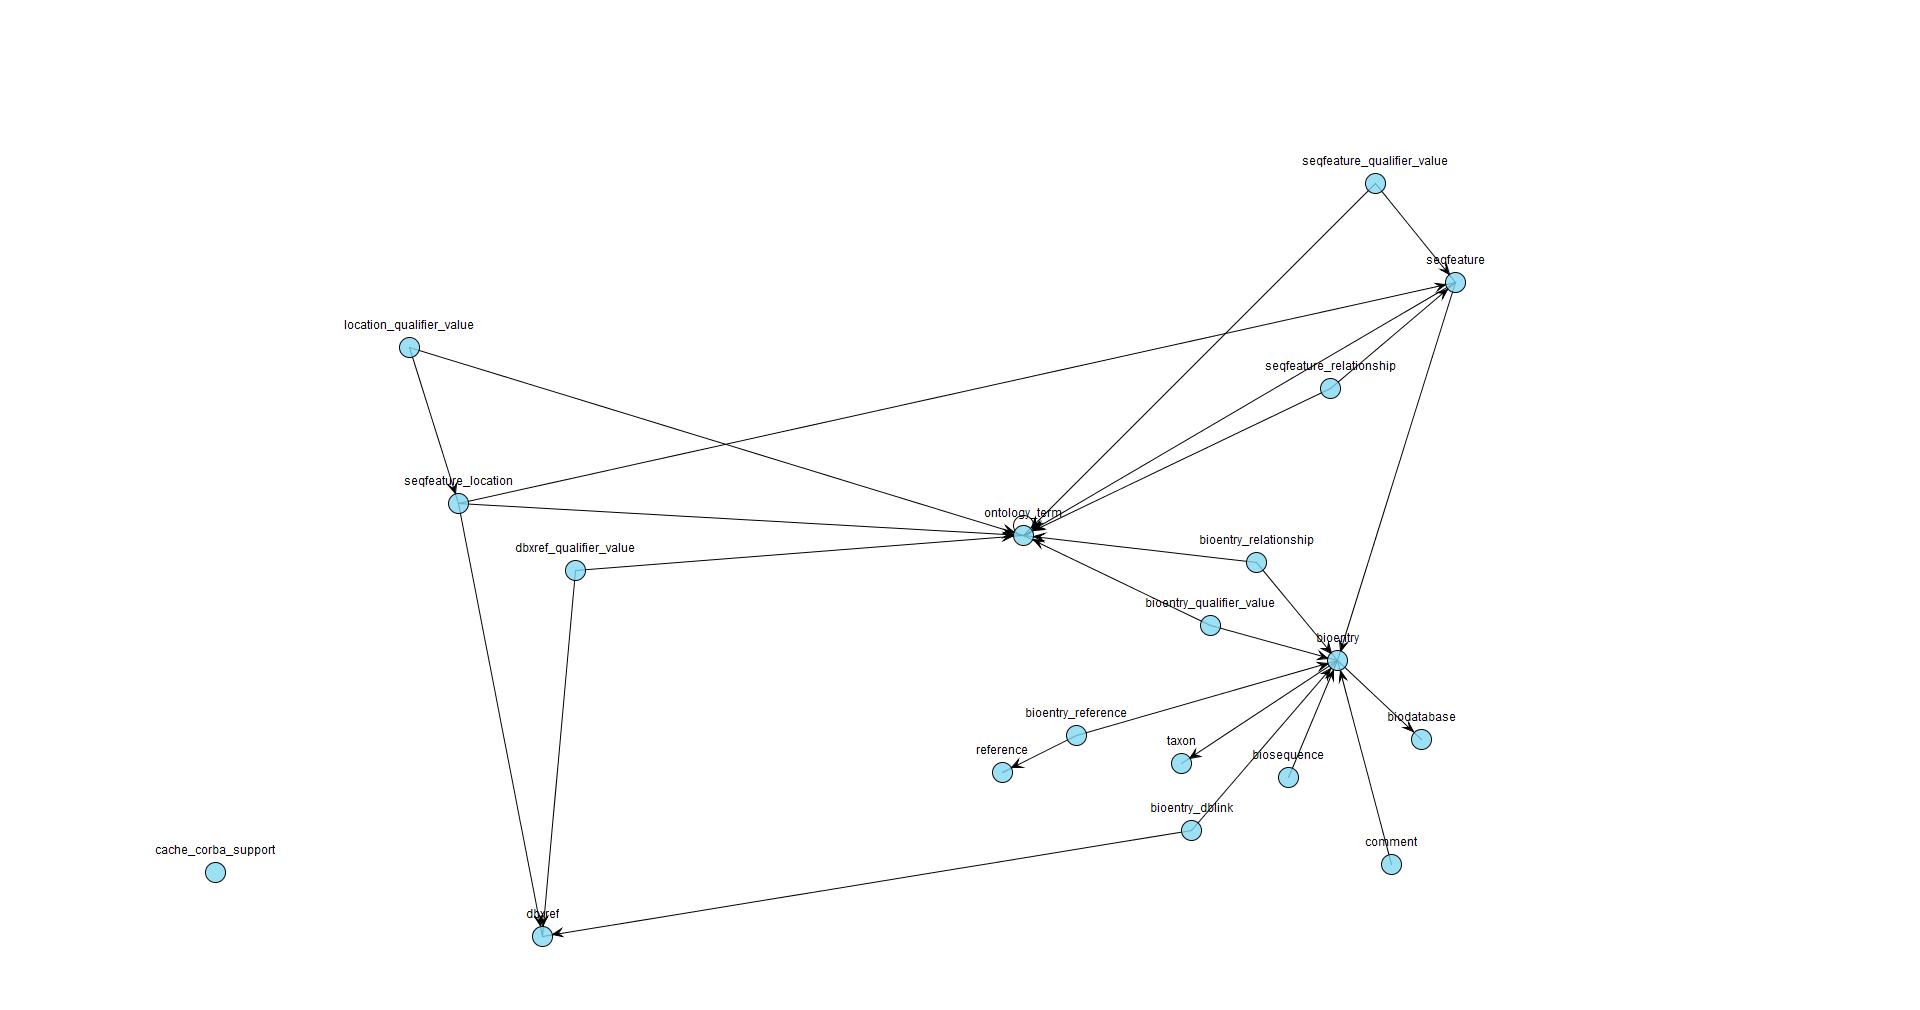 seqfeature_qualifier_value
seqfeature
location_qualifier_value
seqfeature_relationship
seqfeature_location
ontology_term
bioentry_relationship
dbxref_qualifier_value
bioentry_qualifier_value
bioentry
bioentry_reference
biodatabase
taxon
reference
biosequence
bioentry_dblink
comment
cache_corba_support
dbxref